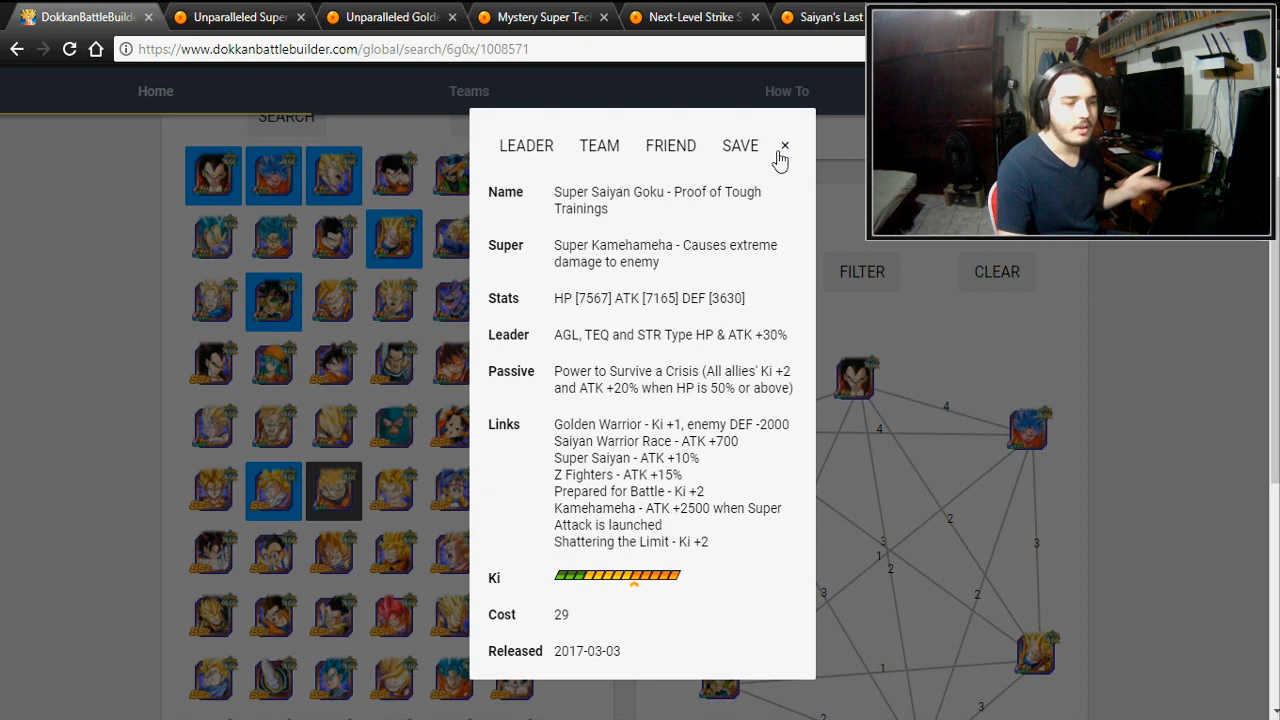 DokkanBattleBuild
Unparalleled Super
Unparalleled Golde
Mystery Super Tec
Next-Level Strike S
Saiyan's Last
https://www.dokkanbattlebuilder.com/global/search/6g0x/1008571
Home
Teams
How To
SEARCH
LEADER TEAM FRIEND SAVE ×
Name Super Saiyan Goku - Proof of Tough
Trainings
Super Super Kamehameha - Causes extreme
damage to enemy
Stats HP [7567] ATK [7165] DEF [3630]
Leader AGL, TEQ and STR Type HP & ATK +30%
Passive Power to Survive a Crisis (All allies' Ki +2
and ATK +20% when HP is 50% or above)
Links Golden Warrior - Ki +1, enemy DEF -2000
Saiyan Warrior Race - ATK +700
Super Saiyan - ATK +10%
Z Fighters - ATK +15%
Prepared for Battle - Ki +2
Kamehameha - ATK +2500 when Super
Attack is launched
Shattering the Limit - Ki +2
Ki
Cost 29
Released 2017-03-03
FILTER CLEAR
4
4
2
3
3
1
2
3
2
1
3
2